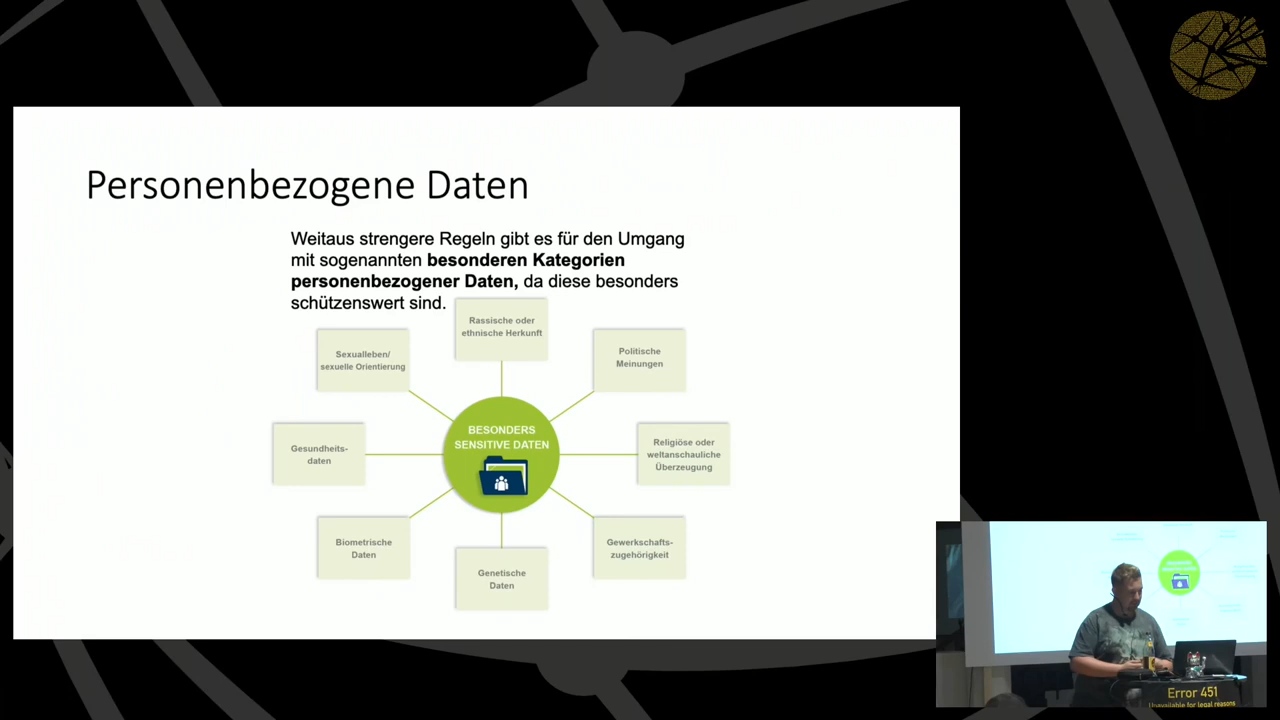 Personenbezogene Daten
Weitaus strengere Regeln gibt es für den Umgang
mit sogenannten besonderen Kategorien
personenbezogener Daten, da diese besonders
schützenswert sind.
Rassische oder
ethnische Herkunft
Sexualleben/
sexuelle Orientierung
Politische
Meinungen
BESONDERS
SENSITIVE DATEN
Gesundheits-
daten
Religiöse oder
weltanschauliche
Überzeugung
Biometrische
Daten
Gewerkschafts-
zugehörigkeit
Genetische
Daten
Error 451
Unavailable for legal reasons